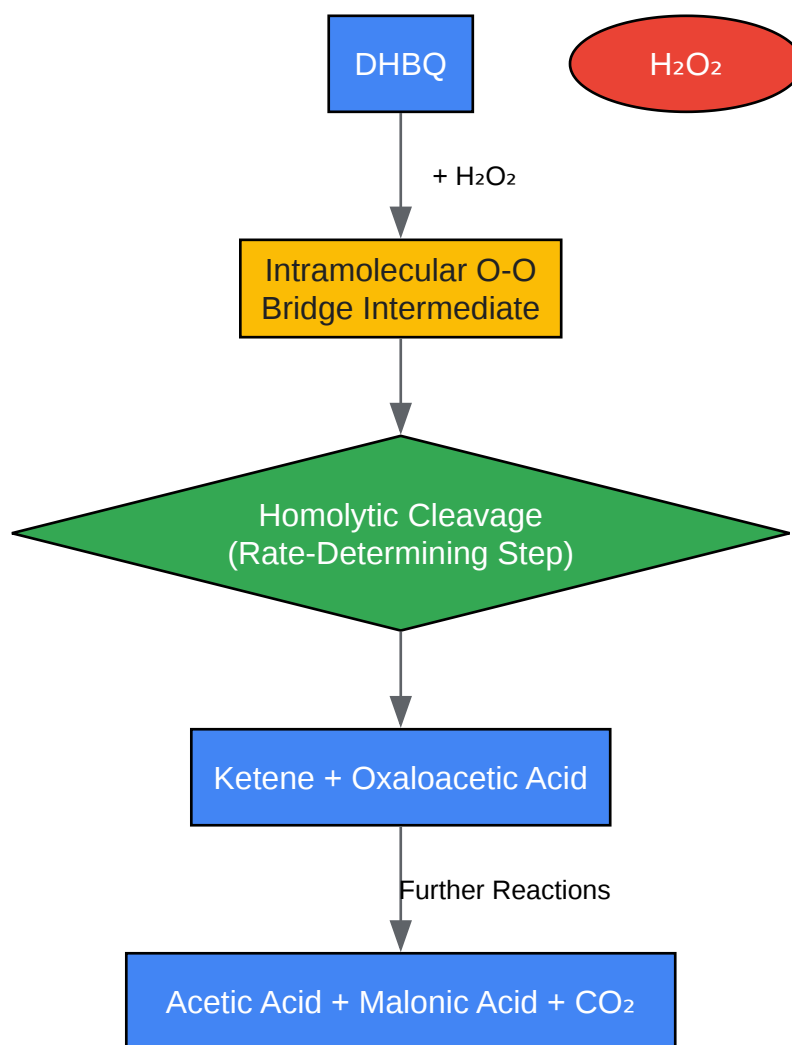 DHBQ
H₂O₂
+ H₂O₂
Intramolecular O-O
Bridge Intermediate
Homolytic Cleavage
(Rate-Determining Step)
Ketene + Oxaloacetic Acid
Further Reactions
Acetic Acid + Malonic Acid + CO₂